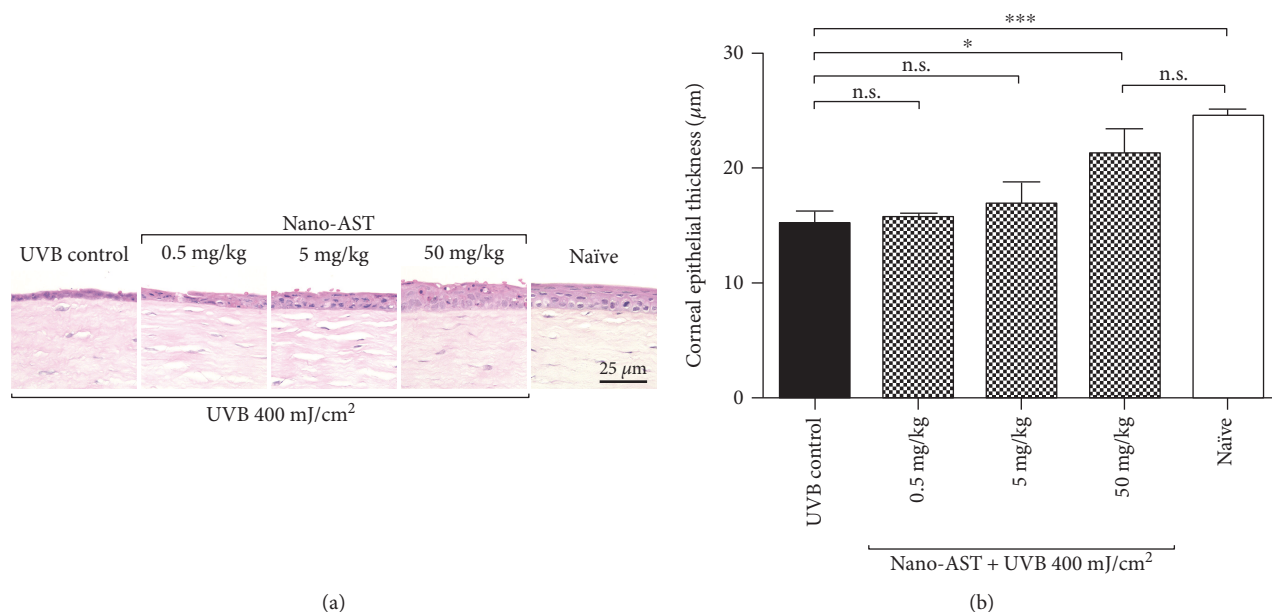 Nano-AST
UVB control
0.5 mg/kg
5 mg/kg
50 mg/kg
Naïve
25 μm
UVB 400 mJ/cm²
(a)
***
*
n.s.
n.s.
n.s.
Corneal epithelial thickness (μm)
30
20
10
0
UVB control
0.5 mg/kg
5 mg/kg
50 mg/kg
Naïve
Nano-AST + UVB 400 mJ/cm²
(b)